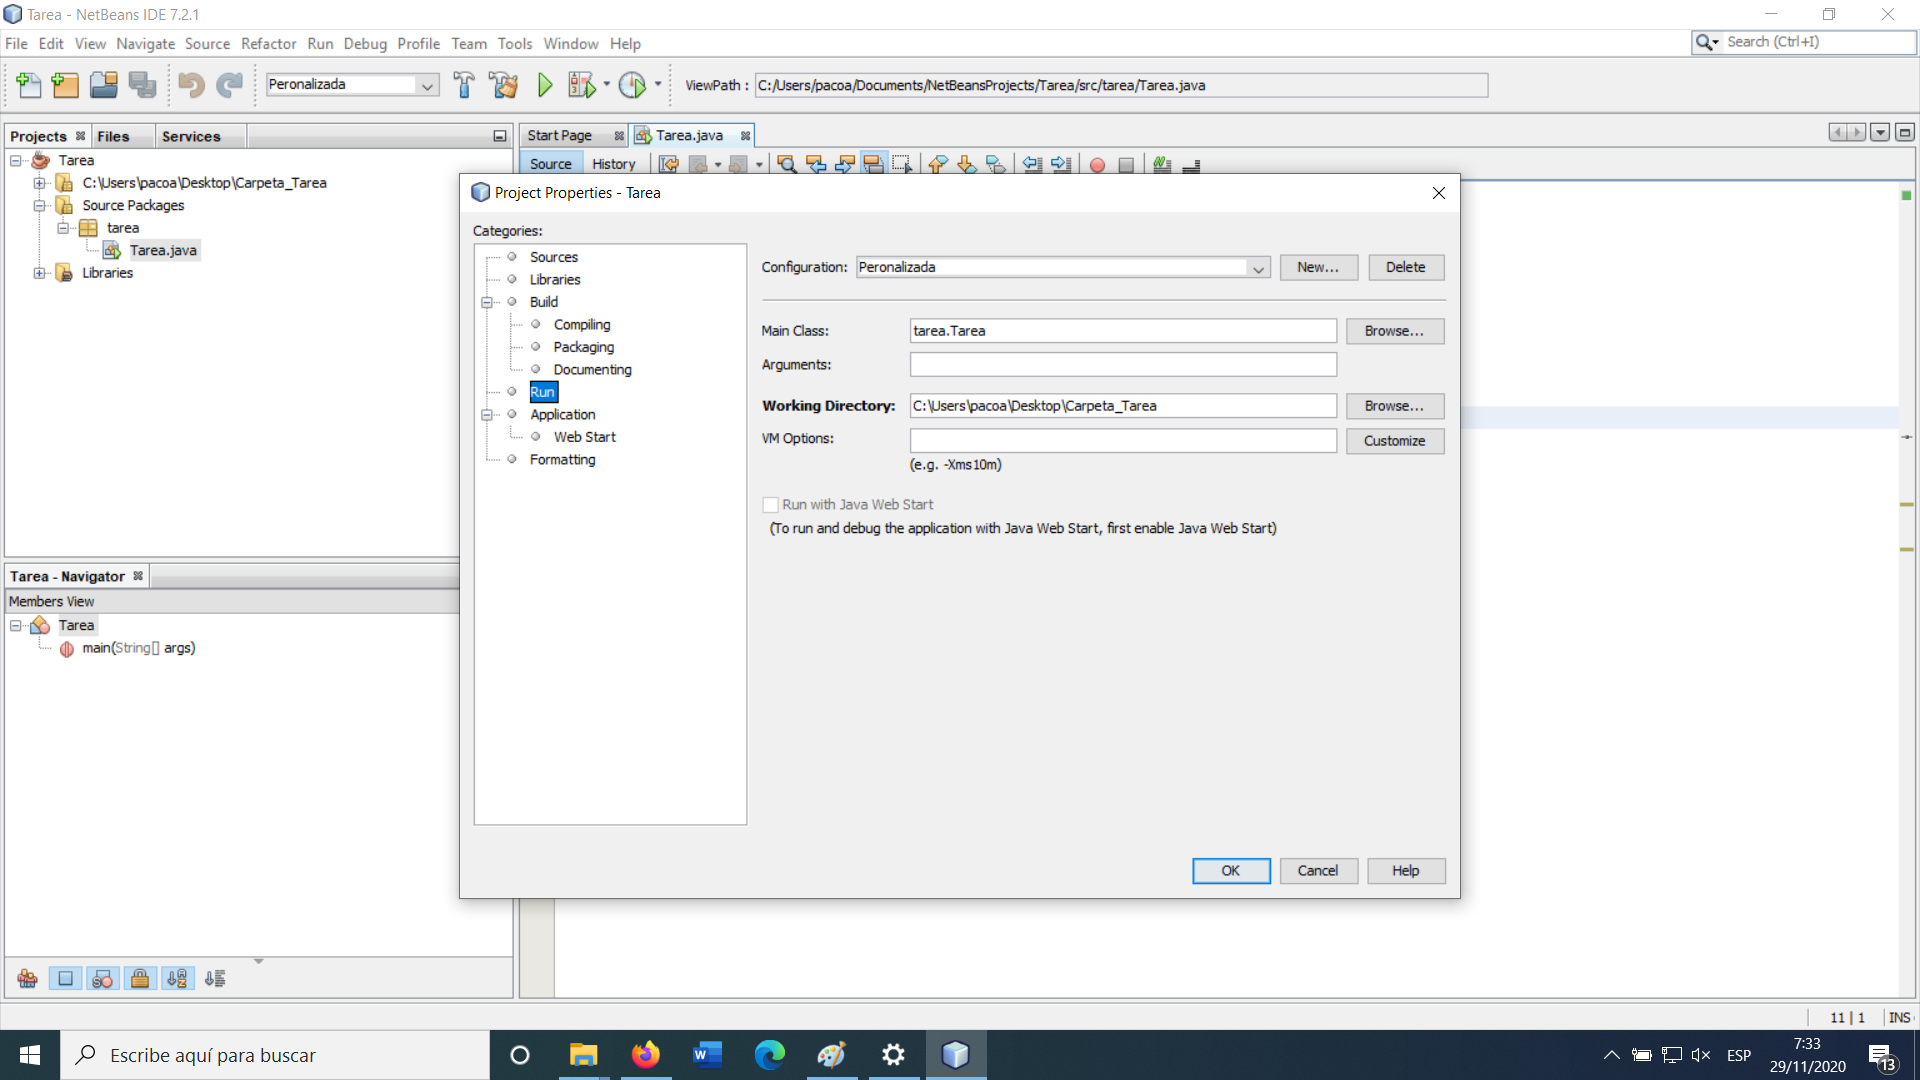 Tarea - NetBeans IDE 7.2.1
File Edit View Navigate Source Refactor Run Debug Profile Team Tools Window Help
Search (Ctrl+I)
Peronalizada
ViewPath : C:/Users/pacoa/Documents/NetBeansProjects/Tarea/src/tarea/Tarea.java
Projects Files Services
Start Page Tarea.java
Source History
Tarea
C:\Users\pacoa\Desktop\Carpeta_Tarea
Source Packages
tarea
Tarea.java
Libraries
Tarea - Navigator
Members View
Tarea
main(String[] args)
Project Properties - Tarea
Categories:
Sources
Libraries
Build
Compiling
Packaging
Documenting
Run
Application
Web Start
Formatting
Configuration: Peronalizada New... Delete
Main Class: tarea.Tarea Browse...
Arguments:
Working Directory: C:\Users\pacoa\Desktop\Carpeta_Tarea Browse...
VM Options: Customize
(e.g. -Xms10m)
Run with Java Web Start
(To run and debug the application with Java Web Start, first enable Java Web Start)
OK Cancel Help
11 | 1 INS
Escribe aquí para buscar
ESP
7:33
29/11/2020
13